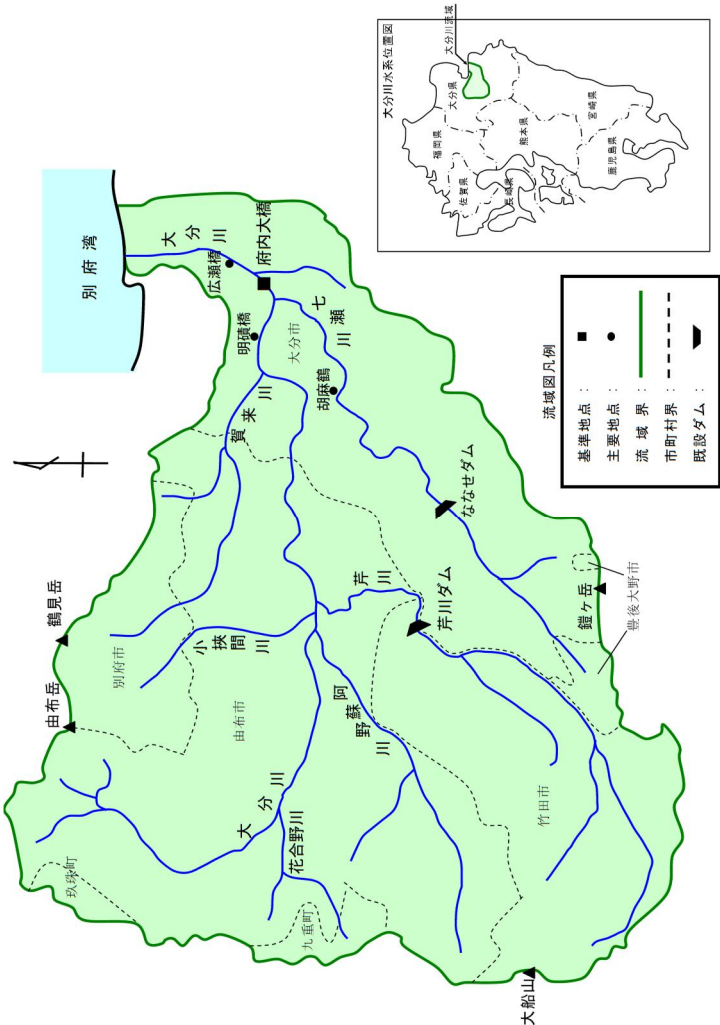 別府湾
大分川
広瀬橋
府内大橋
明磧橋
大分市
七瀬川
胡麻鶴
賀来川
ななせダム
芹川
芹川ダム
鎧ヶ岳
豊後大野市
鶴見岳
由布岳
別府市
小挾間川
由布市
阿蘇野川
大分川
花合野川
竹田市
玖珠町
九重町
大船山
大分川水系位置図
大分川流域
福岡県
大分県
佐賀県
長崎県
熊本県
宮崎県
鹿児島県
流域図凡例
基準地点：
主要地点：
流域界：
市町村界：
既設ダム：